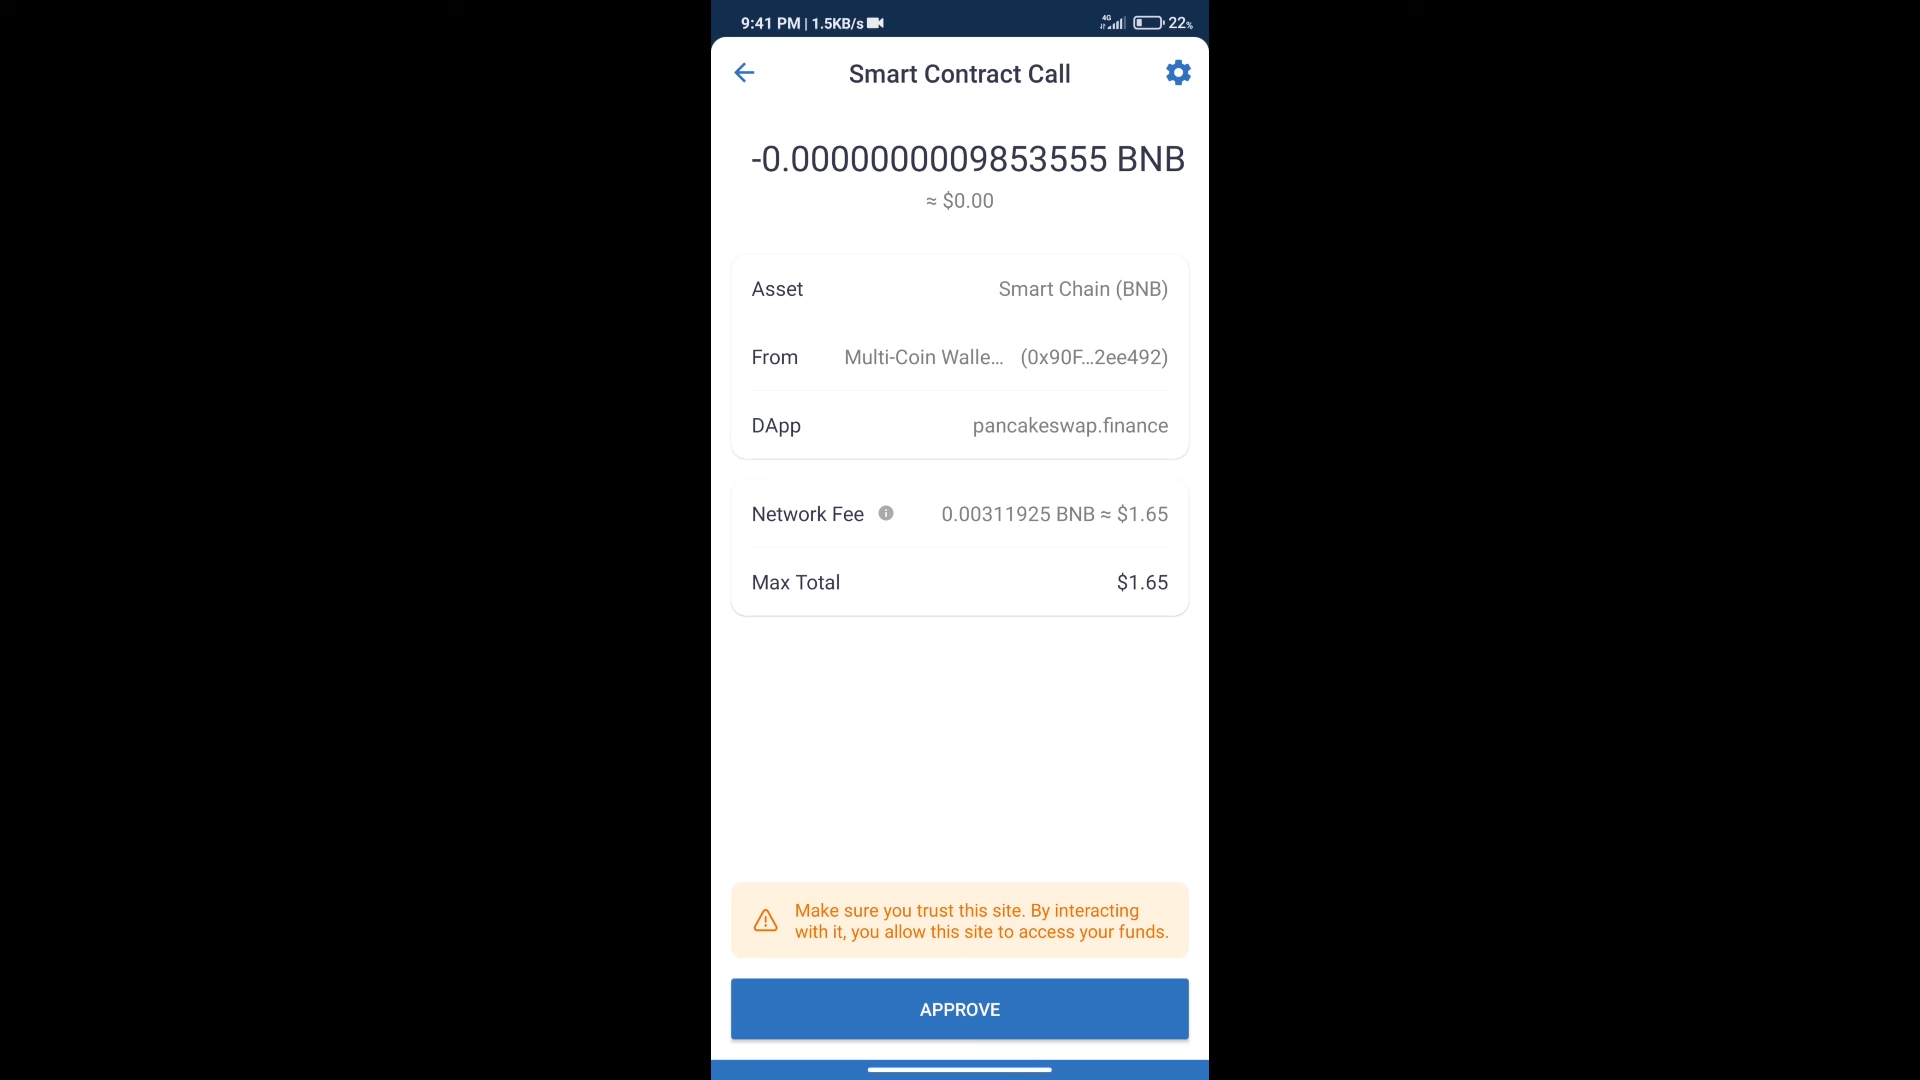 9:41 PM | 1.5KB/s 4G 22%
Smart Contract Call
-0.0000000009853555 BNB
≈ $0.00
Asset Smart Chain (BNB)
From Multi-Coin Walle... (0x90F...2ee492)
DApp pancakeswap.finance
Network Fee 0.00311925 BNB ≈ $1.65
Max Total $1.65
Make sure you trust this site. By interacting
with it, you allow this site to access your funds.
APPROVE